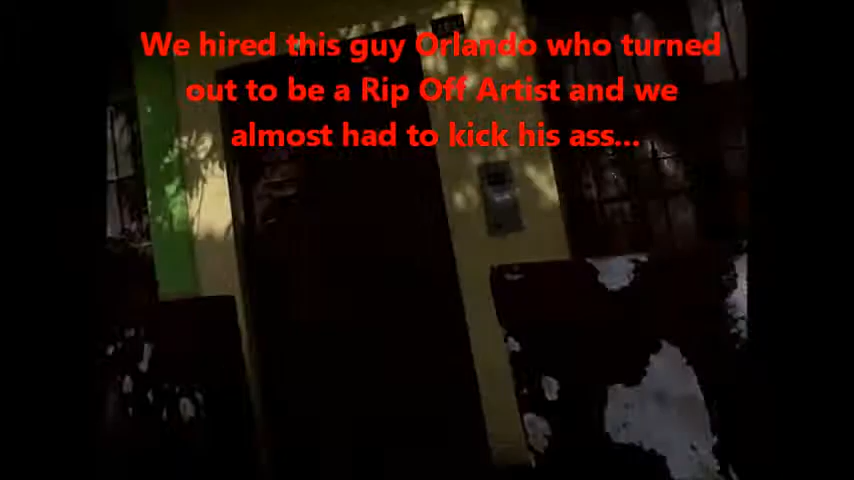 We hired this guy Orlando who turned
out to be a Rip Off Artist and we
almost had to kick his ass...